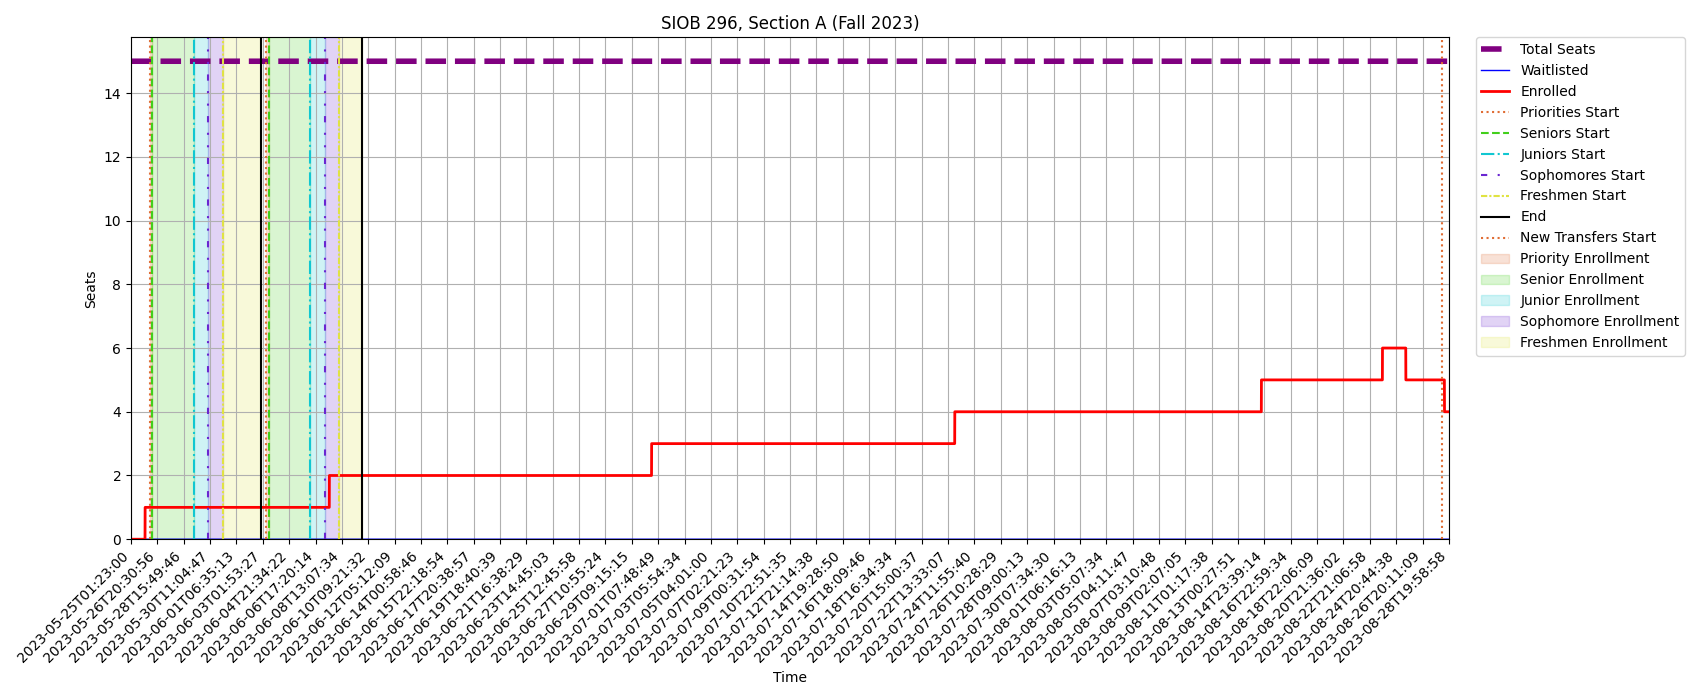 SIOB 296, Section A (Fall 2023)
Seats
14
12
10
8
6
4
2
0
2023-05-25T01:23:00
2023-05-26T20:30:56
2023-05-28T15:49:46
2023-05-30T11:04:47
2023-06-01T06:35:13
2023-06-03T01:53:27
2023-06-04T21:34:22
2023-06-06T17:20:14
2023-06-08T13:07:34
2023-06-10T09:21:32
2023-06-12T05:12:09
2023-06-14T00:58:46
2023-06-15T22:18:54
2023-06-17T20:38:57
2023-06-19T18:40:39
2023-06-21T16:38:29
2023-06-23T14:45:03
2023-06-25T12:45:58
2023-06-27T10:55:24
2023-06-29T09:15:15
2023-07-01T07:48:49
2023-07-03T05:54:34
2023-07-05T04:01:00
2023-07-07T02:21:23
2023-07-09T00:31:54
2023-07-10T22:51:35
2023-07-12T21:14:38
2023-07-14T19:28:50
2023-07-16T18:09:46
2023-07-18T16:34:34
2023-07-20T15:00:37
2023-07-22T13:33:07
2023-07-24T11:55:40
2023-07-26T10:28:29
2023-07-28T09:00:13
2023-07-30T07:34:30
2023-08-01T06:16:13
2023-08-03T05:07:34
2023-08-05T04:11:47
2023-08-07T03:10:48
2023-08-09T02:07:05
2023-08-11T01:17:38
2023-08-13T00:27:51
2023-08-14T23:39:14
2023-08-16T22:59:34
2023-08-18T22:06:09
2023-08-20T21:36:02
2023-08-22T21:06:58
2023-08-24T20:44:38
2023-08-26T20:11:09
2023-08-28T19:58:58
Time
Total Seats
Waitlisted
Enrolled
Priorities Start
Seniors Start
Juniors Start
Sophomores Start
Freshmen Start
End
New Transfers Start
Priority Enrollment
Senior Enrollment
Junior Enrollment
Sophomore Enrollment
Freshmen Enrollment